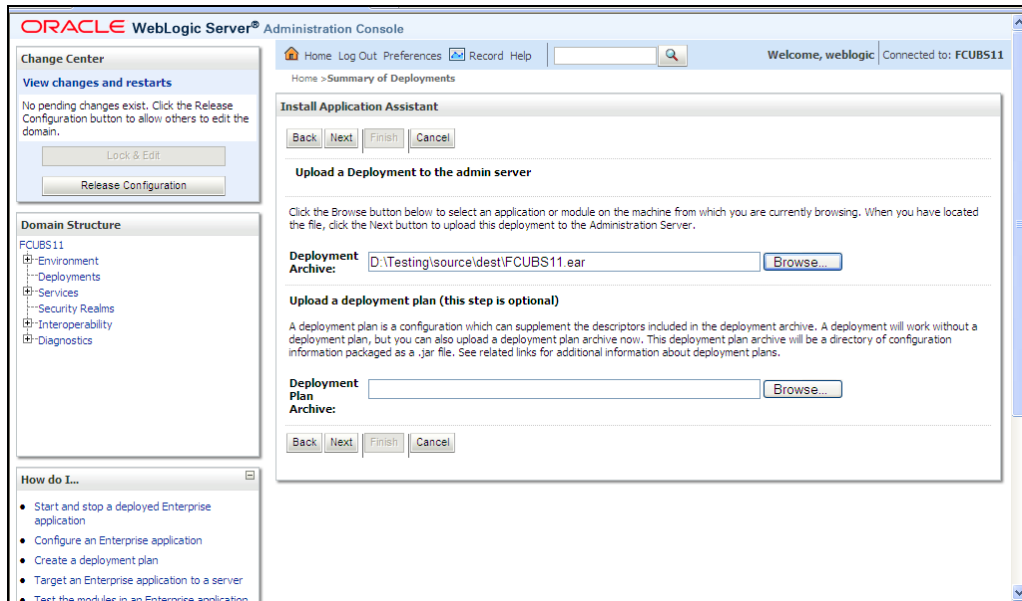 ORACLE WebLogic Server® Administration Console
Change Center
View changes and restarts
No pending changes exist. Click the Release
Configuration button to allow others to edit the
domain.
Lock & Edit
Release Configuration
Domain Structure
FCUBS11
Environment
Deployments
Services
Security Realms
Interoperability
Diagnostics
How do I...
Start and stop a deployed Enterprise
application
Configure an Enterprise application
Create a deployment plan
Target an Enterprise application to a server
Test the modules in an Enterprise application
Home Log Out Preferences Record Help
Welcome, weblogic Connected to: FCUBS11
Home >Summary of Deployments
Install Application Assistant
Back Next Finish Cancel
Upload a Deployment to the admin server
Click the Browse button below to select an application or module on the machine from which you are currently browsing. When you have located
the file, click the Next button to upload this deployment to the Administration Server.
Deployment
Archive: D:\Testing\source\dest\FCUBS11.ear Browse...
Upload a deployment plan (this step is optional)
A deployment plan is a configuration which can supplement the descriptors included in the deployment archive. A deployment will work without a
deployment plan, but you can also upload a deployment plan archive now. This deployment plan archive will be a directory of configuration
information packaged as a .jar file. See related links for additional information about deployment plans.
Deployment
Plan
Archive: Browse...
Back Next Finish Cancel